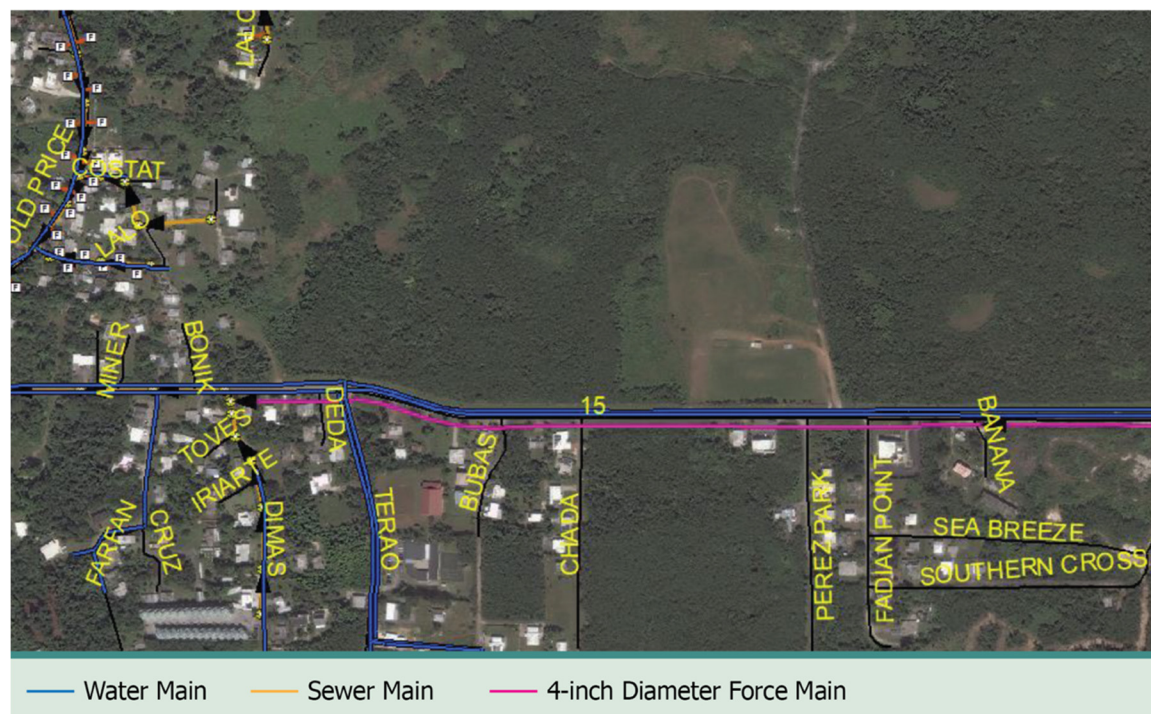 LALO
F
F
F
F
F
F
OLD PRICE
F
F
COSTAT
F
F
F
F
F
LALO
F
F
F
F
F
F
F
F
MINER
BONIK
DEDA
15
BANANA
TOVES
IRIARTE
BUBAS
FARFAN
CRUZ
DIMAS
TERAO
CHADA
PEREZ PARK
FADIAN POINT
SEA BREEZE
SOUTHERN CROSS
Water Main
Sewer Main
4-inch Diameter Force Main